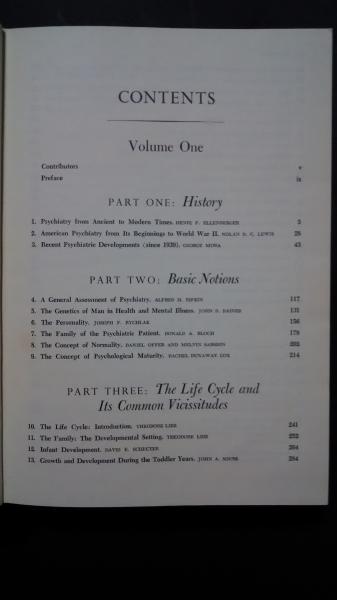 CONTENTS
Volume One
Contributors v
Preface ix
PART ONE: History
1. Psychiatry from Ancient to Modern Times. HENRI F. ELLENBERGER 3
2. American Psychiatry from Its Beginnings to World War II. NOLAN D. C. LEWIS 28
3. Recent Psychiatric Developments (since 1939). GEORGE MORA 43
PART TWO: Basic Notions
4. A General Assessment of Psychiatry. ALFRED H. RIFKIN 117
5. The Genetics of Man in Health and Mental Illness. JOHN D. RAINER 131
6. The Personality. JOSEPH F. RYCHLAK 156
7. The Family of the Psychiatric Patient. DONALD A. BLOCH 179
8. The Concept of Normality. DANIEL OFFER AND MELVIN SABSHIN 202
9. The Concept of Psychological Maturity. RACHEL DUNAWAY COX 214
PART THREE: The Life Cycle and
Its Common Vicissitudes
10. The Life Cycle: Introduction. THEODORE LIDZ 241
11. The Family: The Developmental Setting. THEODORE LIDZ 252
12. Infant Development. DAVID E. SCHECTER 264
13. Growth and Development During the Toddler Years. JOHN A. 284